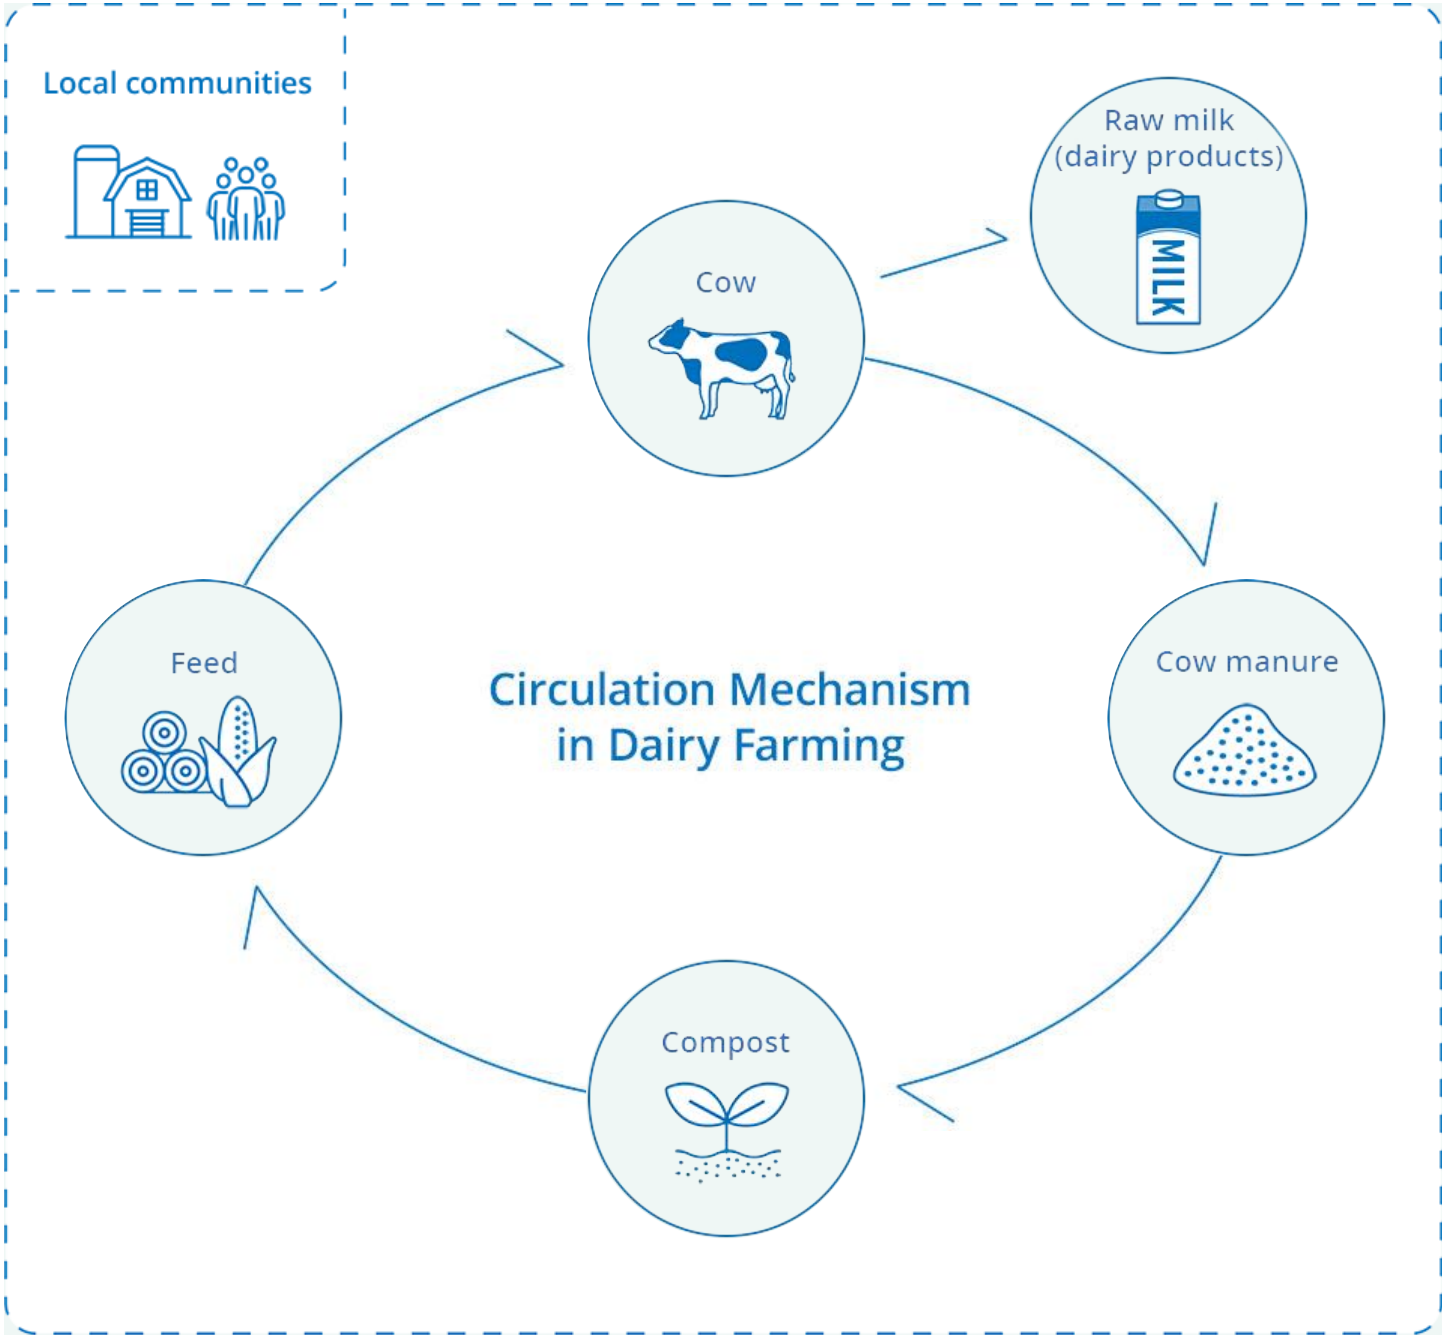 Local communities
Raw milk
(dairy products)
MILK
Cow
Feed
Cow manure
Circulation Mechanism
in Dairy Farming
Compost